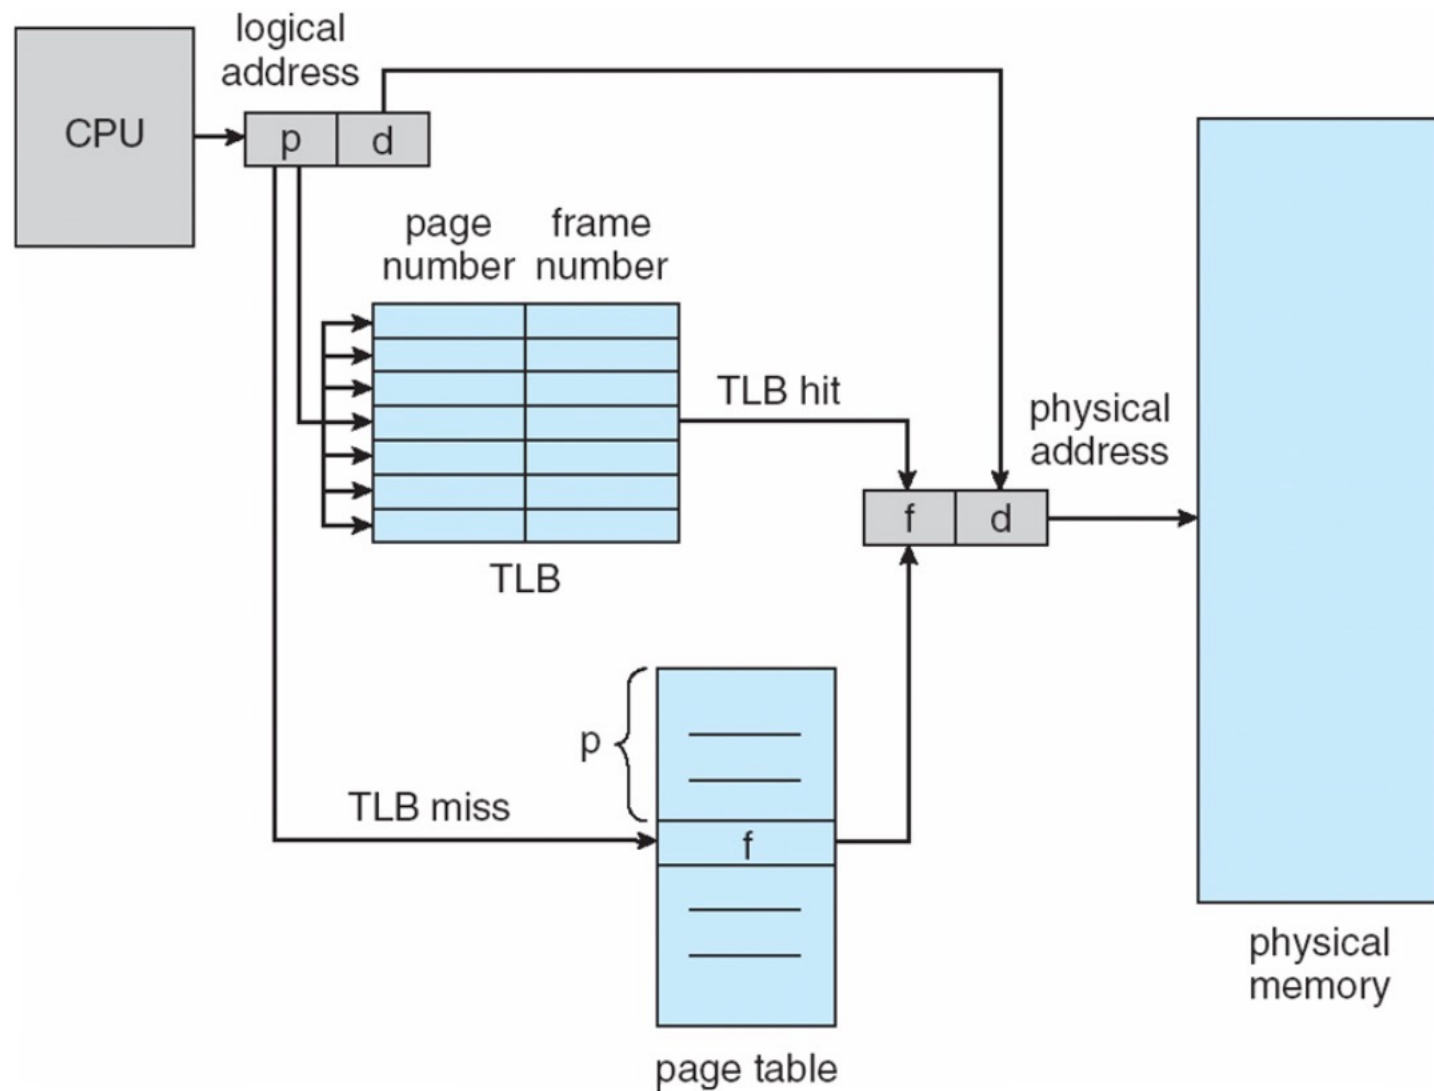 logical
address
CPU
p
d
page
number
frame
number
TLB hit
TLB
physical
address
f
d
p
TLB miss
f
page table
physical
memory